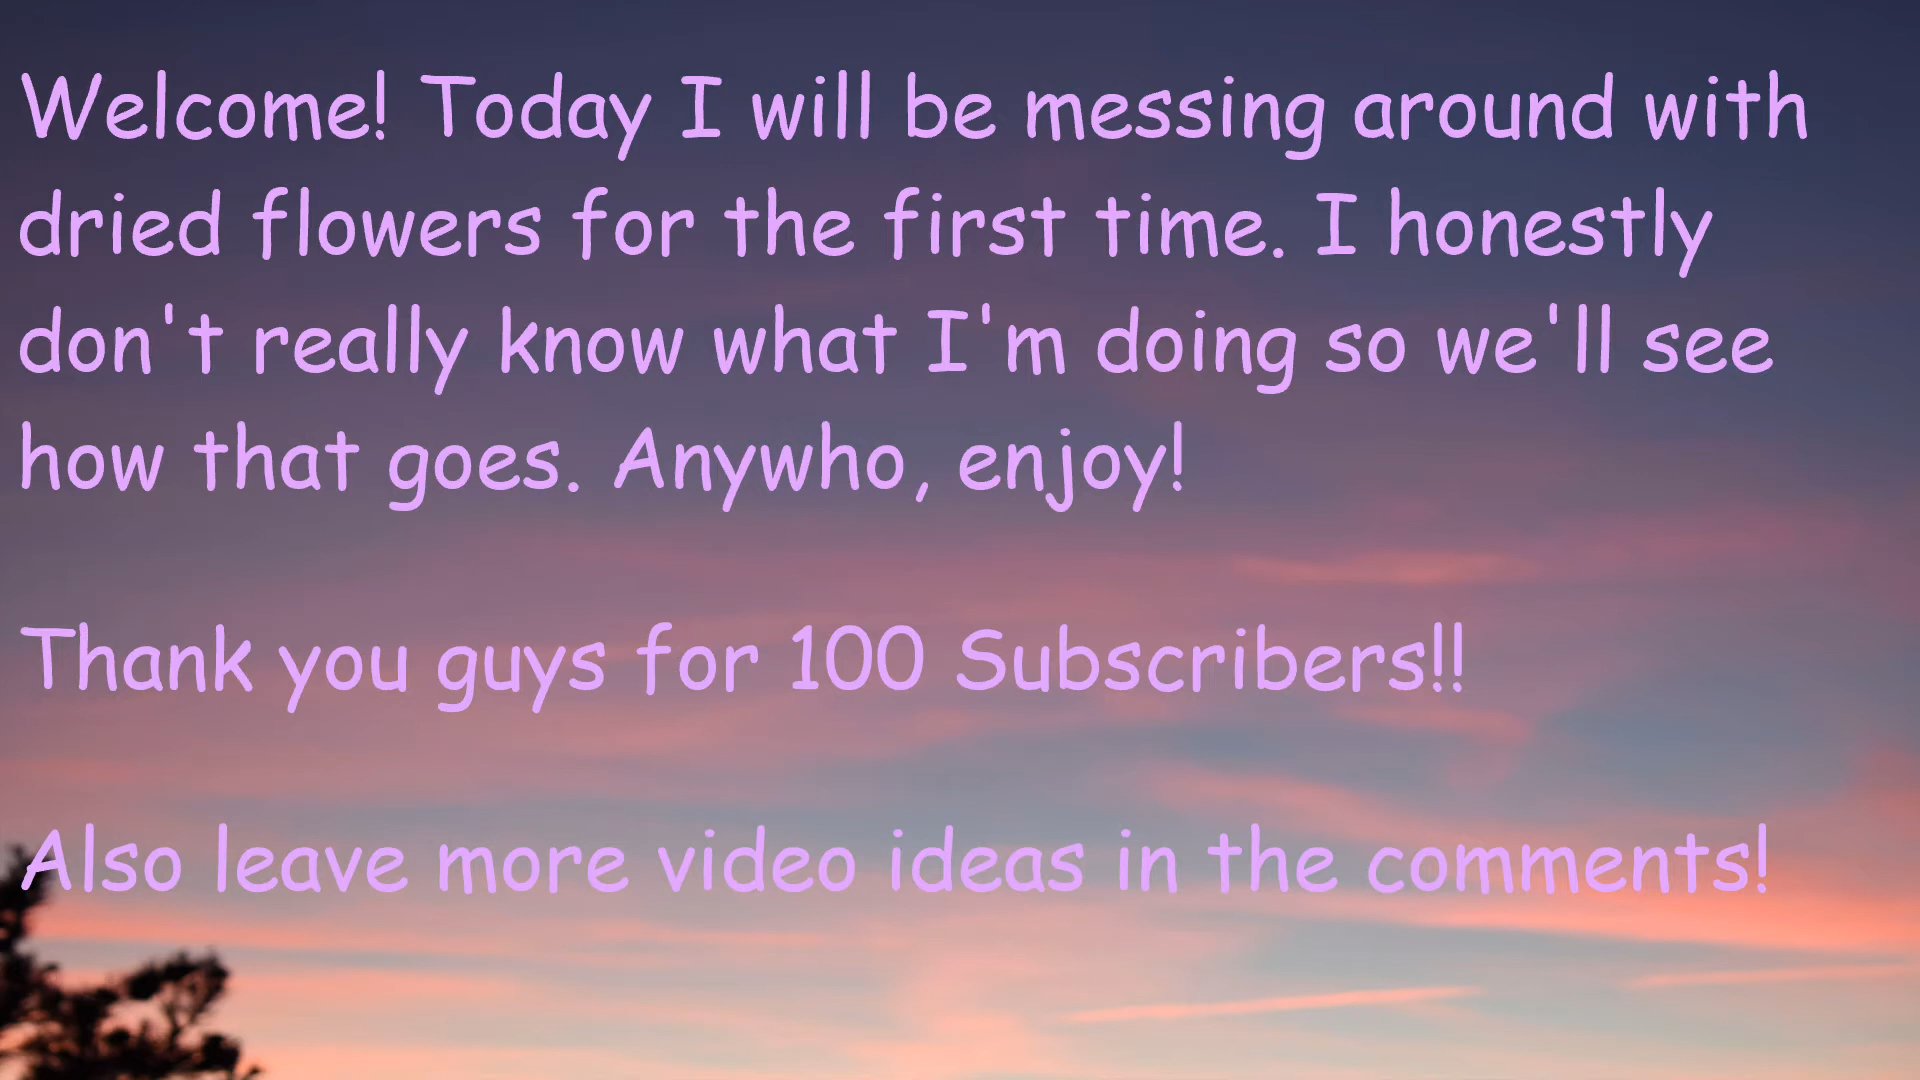 Welcome! Today I will be messing around with
dried flowers for the first time. I honestly
don't really know what I'm doing so we'll see
how that goes. Anywho, enjoy!
Thank you guys for 100 Subscribers!!
Also leave more video ideas in the comments!